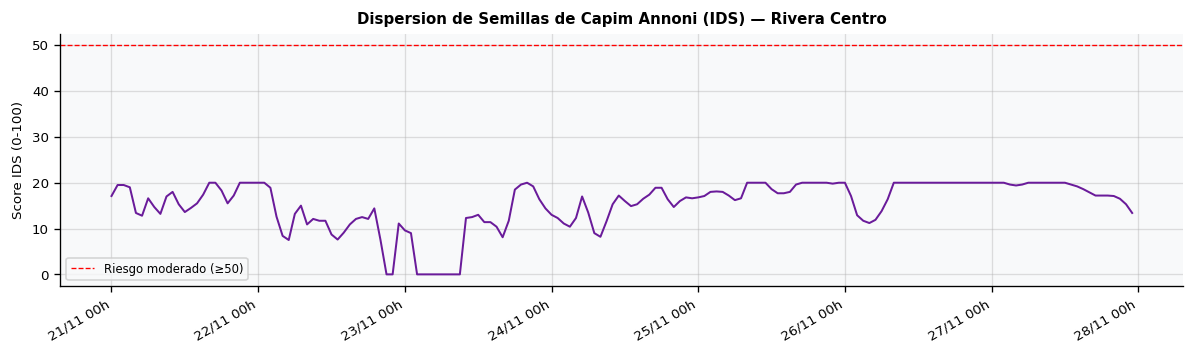 Dispersion de Semillas de Capim Annoni (IDS) — Rivera Centro
Score IDS (0-100)
50
40
30
20
10
0
Riesgo moderado (≥50)
21/11 00h
22/11 00h
23/11 00h
24/11 00h
25/11 00h
26/11 00h
27/11 00h
28/11 00h